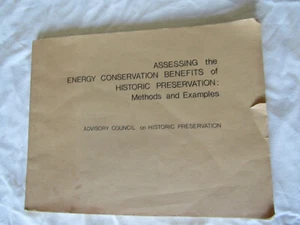 ASSESSING the
ENERGY CONSERVATION BENEFITS of
HISTORIC PRESERVATION:
Methods and Examples
ADVISORY COUNCIL on HISTORIC PRESERVATION